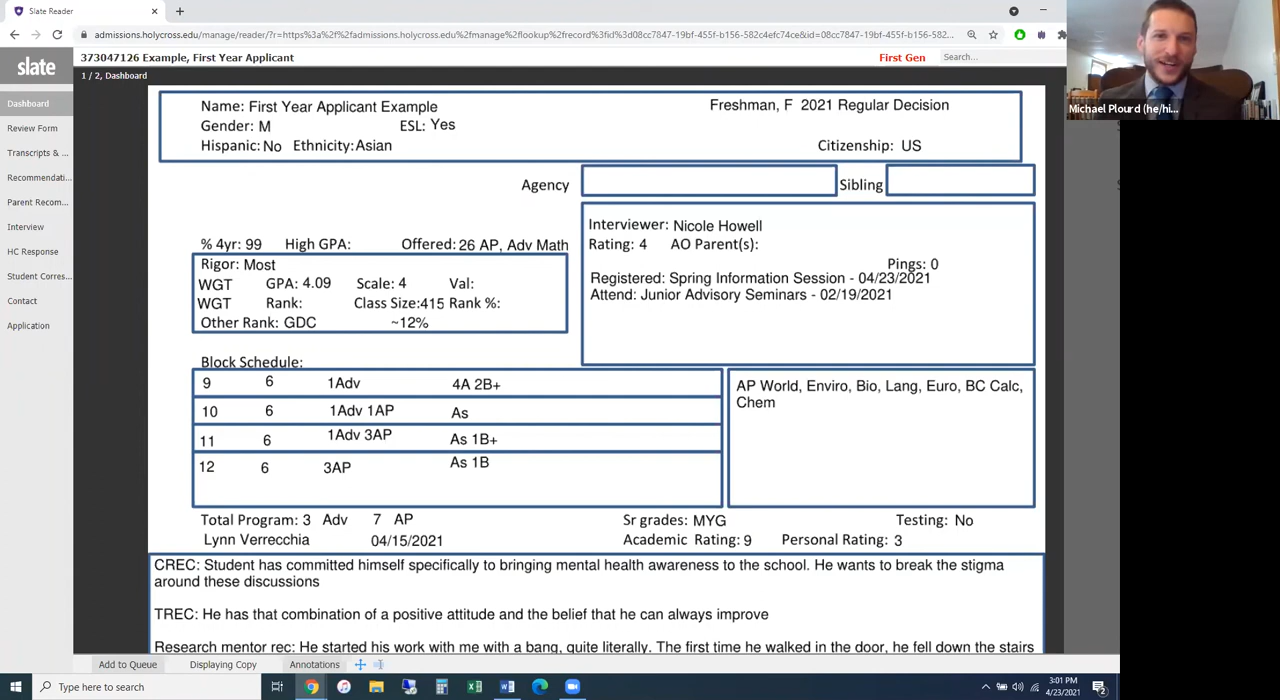 Slate Reader
admissions.holycross.edu/manage/reader/?r=https%3a%2f%2fadmissions.holycross.edu%2fmanage%2flookup%2frecord%3fid%3d08cc7847-19bf-455f-b156-582c4efc74ce&id=08cc7847-19bf-455f-b156-582c4efc74...
373047126 Example, First Year Applicant
First Gen
Search...
slate
1 / 2, Dashboard
Dashboard
Review Form
Transcripts & ...
Recommendati...
Parent Recom...
Interview
HC Response
Student Corres...
Contact
Application
Name: First Year Applicant Example
Freshman, F 2021 Regular Decision
Gender: M ESL: Yes
Hispanic: No Ethnicity: Asian
Citizenship: US
Agency
Sibling
Interviewer: Nicole Howell
Rating: 4 AO Parent(s):
Pings: 0
Registered: Spring Information Session - 04/23/2021
Attend: Junior Advisory Seminars - 02/19/2021
% 4yr: 99 High GPA: Offered: 26 AP, Adv Math
Rigor: Most
WGT GPA: 4.09 Scale: 4 Val:
WGT Rank: Class Size: 415 Rank %:
Other Rank: GDC ~12%
Block Schedule:
9 6 1Adv 4A 2B+
10 6 1Adv 1AP As
11 6 1Adv 3AP As 1B+
12 6 3AP As 1B
AP World, Enviro, Bio, Lang, Euro, BC Calc,
Chem
Total Program: 3 Adv 7 AP
Sr grades: MYG
Testing: No
Lynn Verrecchia 04/15/2021
Academic Rating: 9 Personal Rating: 3
CREC: Student has committed himself specifically to bringing mental health awareness to the school. He wants to break the stigma
around these discussions
TREC: He has that combination of a positive attitude and the belief that he can always improve
Research mentor rec: He started his work with me with a bang, quite literally. The first time he walked in the door, he fell down the stairs
Add to Queue
Displaying Copy
Annotations
Michael Plourd (he/hi...
Type here to search
3:01 PM
4/23/2021
2